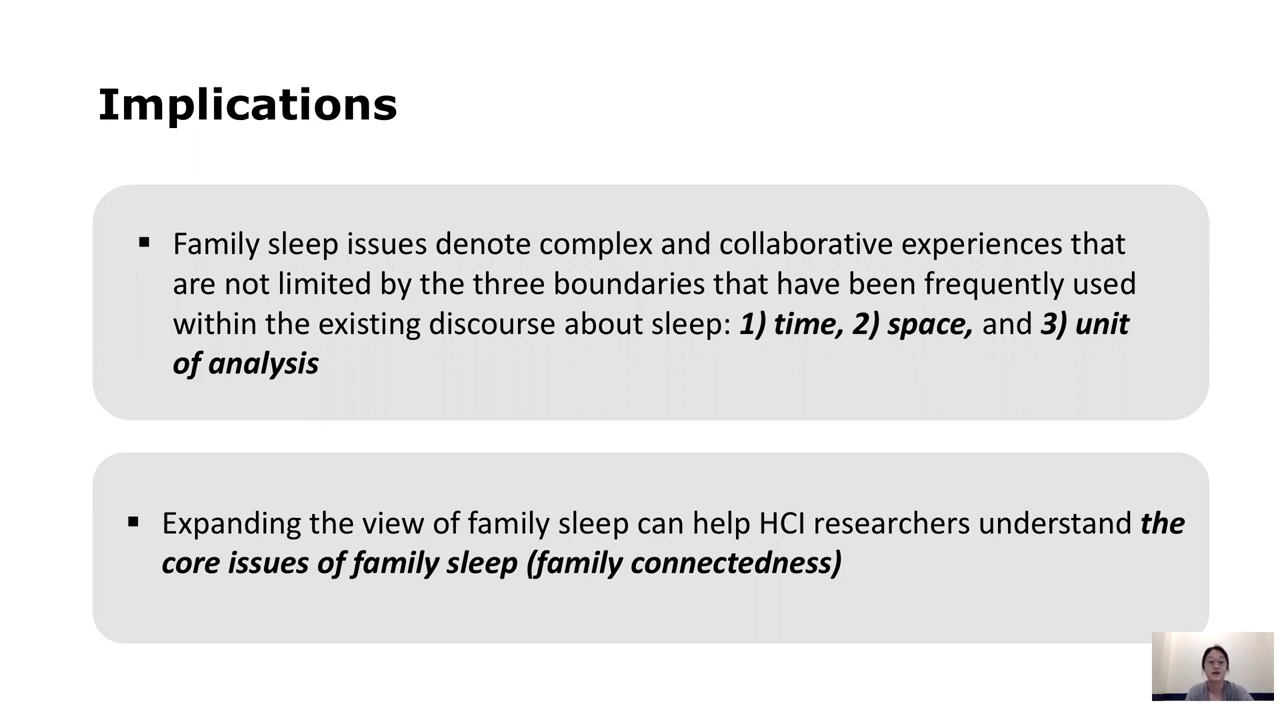 Implications
▪ Family sleep issues denote complex and collaborative experiences that
are not limited by the three boundaries that have been frequently used
within the existing discourse about sleep: 1) time, 2) space, and 3) unit
of analysis
▪ Expanding the view of family sleep can help HCI researchers understand the
core issues of family sleep (family connectedness)